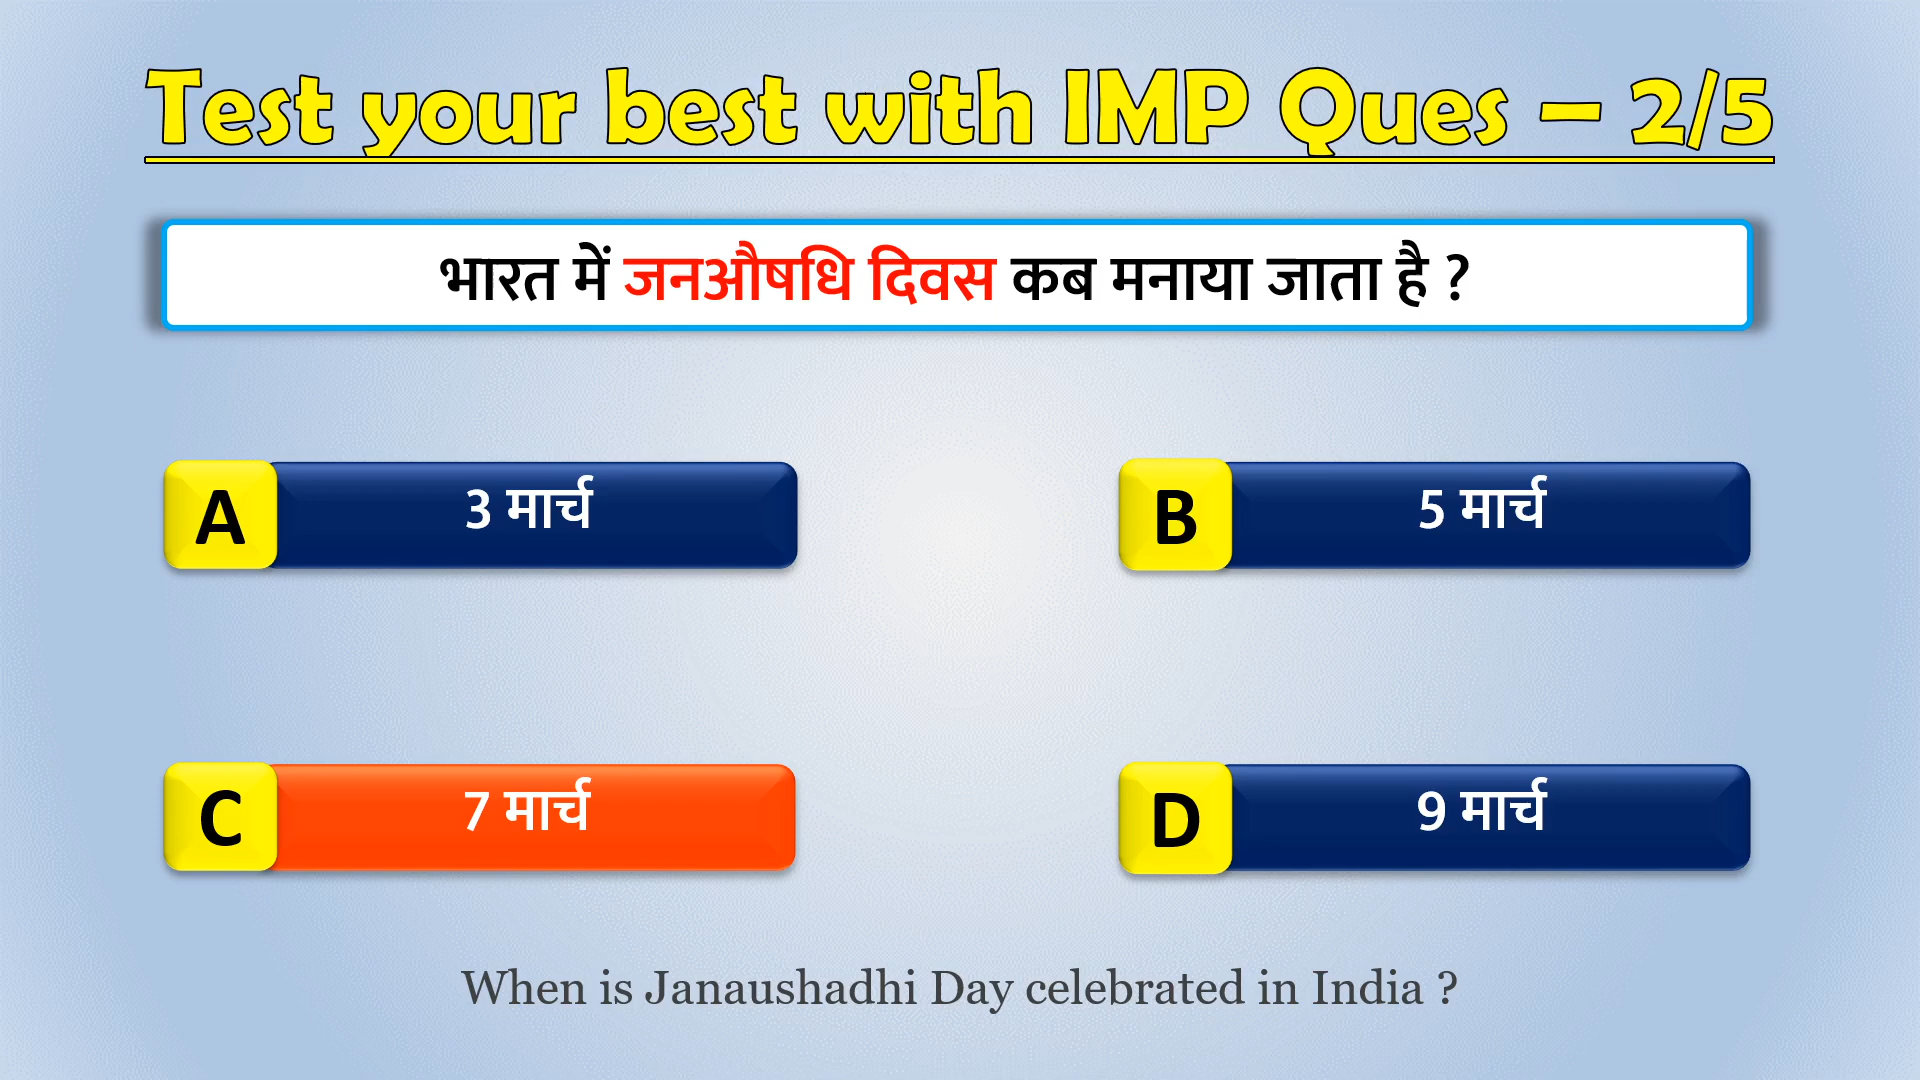 Test your best with IMP Ques – 2/5
भारत में जनऔषधि दिवस कब मनाया जाता है ?
A 3 मार्च
B 5 मार्च
C 7 मार्च
D 9 मार्च
When is Janaushadhi Day celebrated in India ?